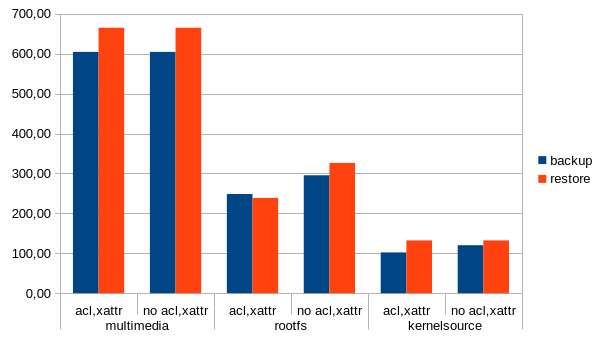 700,00
600,00
500,00
400,00
300,00
200,00
100,00
0,00
backup
restore
acl,xattr no acl,xattr acl,xattr no acl,xattr acl,xattr no acl,xattr
multimedia rootfs kernelsource